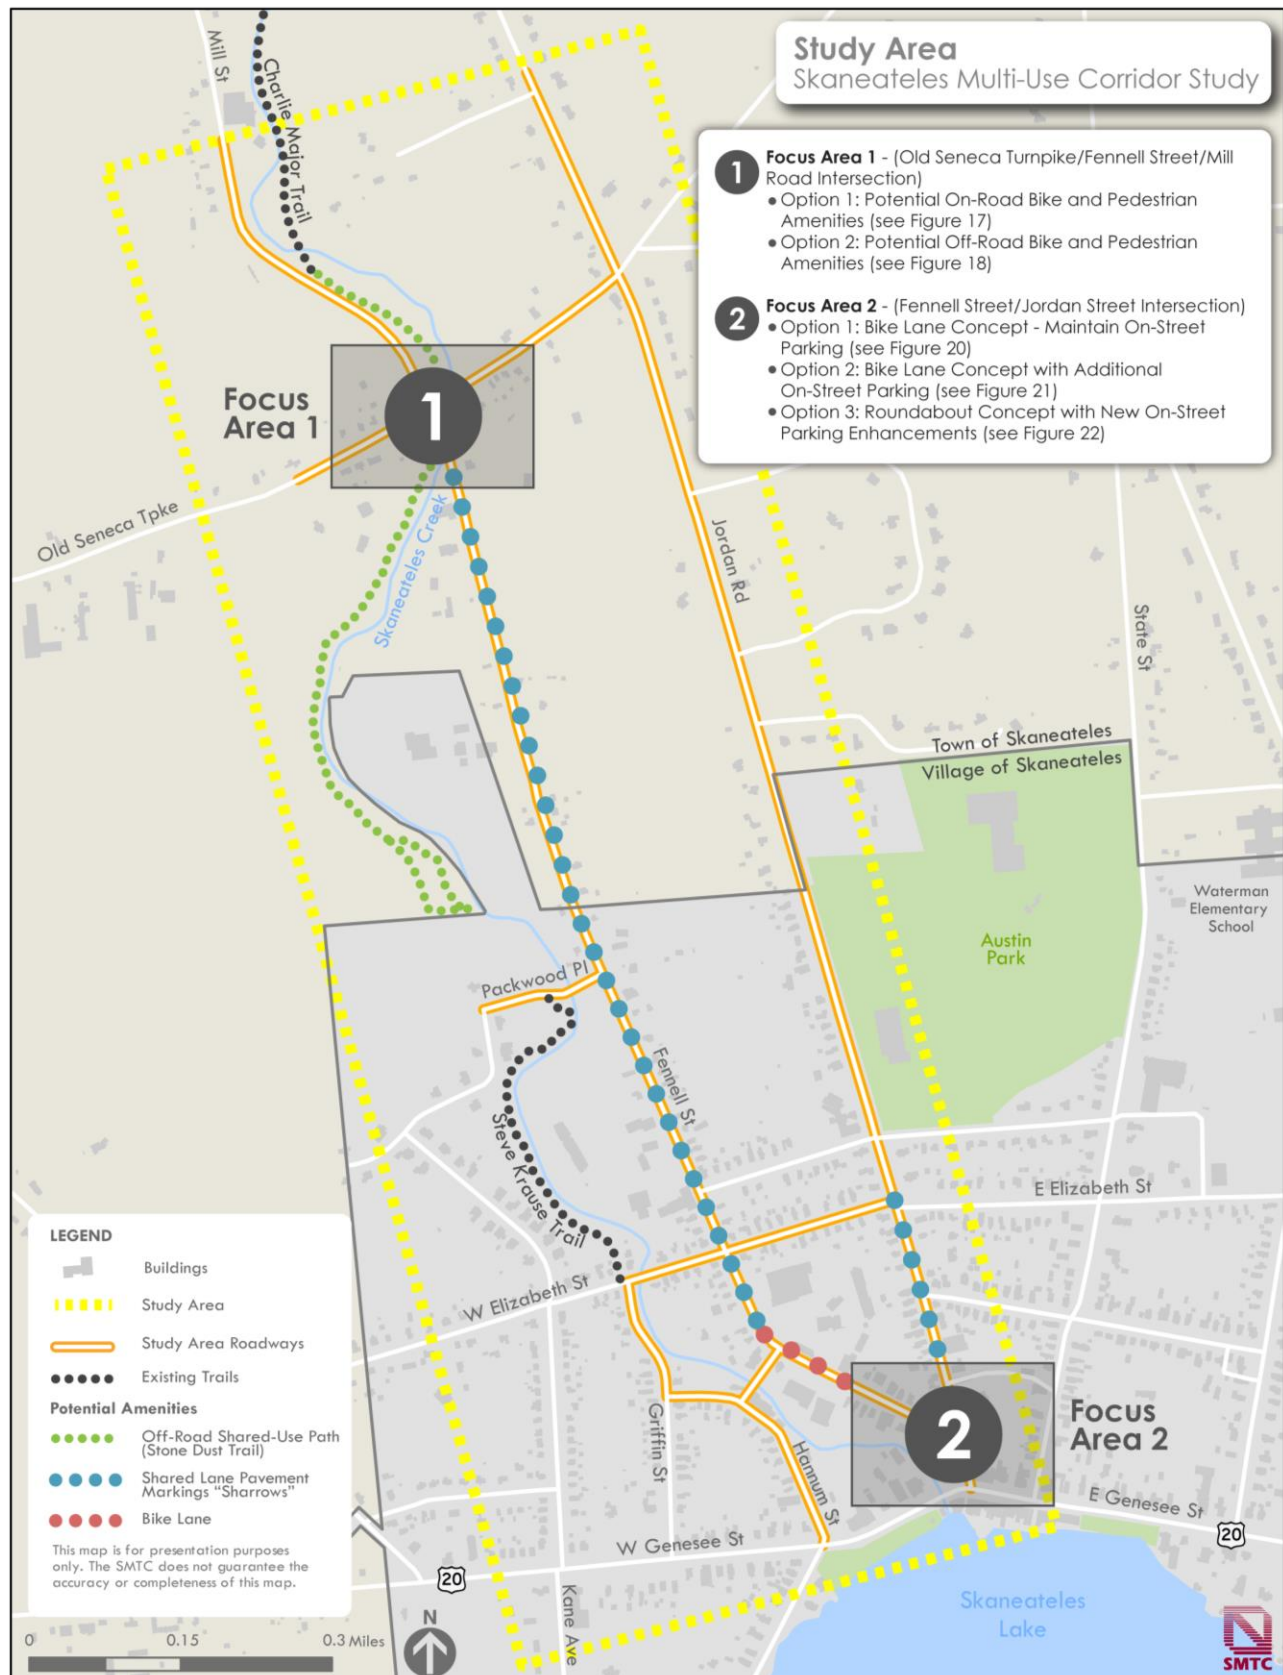 Study Area
Skaneateles Multi-Use Corridor Study
1
Focus Area 1 - (Old Seneca Turnpike/Fennell Street/Mill
Road Intersection)
• Option 1: Potential On-Road Bike and Pedestrian
Amenities (see Figure 17)
• Option 2: Potential Off-Road Bike and Pedestrian
Amenities (see Figure 18)
2
Focus Area 2 - (Fennell Street/Jordan Street Intersection)
• Option 1: Bike Lane Concept - Maintain On-Street
Parking (see Figure 20)
• Option 2: Bike Lane Concept with Additional
On-Street Parking (see Figure 21)
• Option 3: Roundabout Concept with New On-Street
Parking Enhancements (see Figure 22)
Mill St
Charlie Major Trail
Focus
Area 1
1
Old Seneca Tpke
Skaneateles Creek
Jordan Rd
State St
Town of Skaneateles
Village of Skaneateles
Waterman
Elementary
School
Austin
Park
Packwood Pl
Fennell St
Steve Krause Trail
E Elizabeth St
W Elizabeth St
Griffin St
Hannum St
Focus
Area 2
2
E Genesee St
20
W Genesee St
20
Kane Ave
Skaneateles
Lake
LEGEND
Buildings
Study Area
Study Area Roadways
Existing Trails
Potential Amenities
Off-Road Shared-Use Path
(Stone Dust Trail)
Shared Lane Pavement
Markings "Sharrows"
Bike Lane
This map is for presentation purposes
only. The SMTC does not guarantee the
accuracy or completeness of this map.
0 0.15 0.3 Miles
N
SMTC